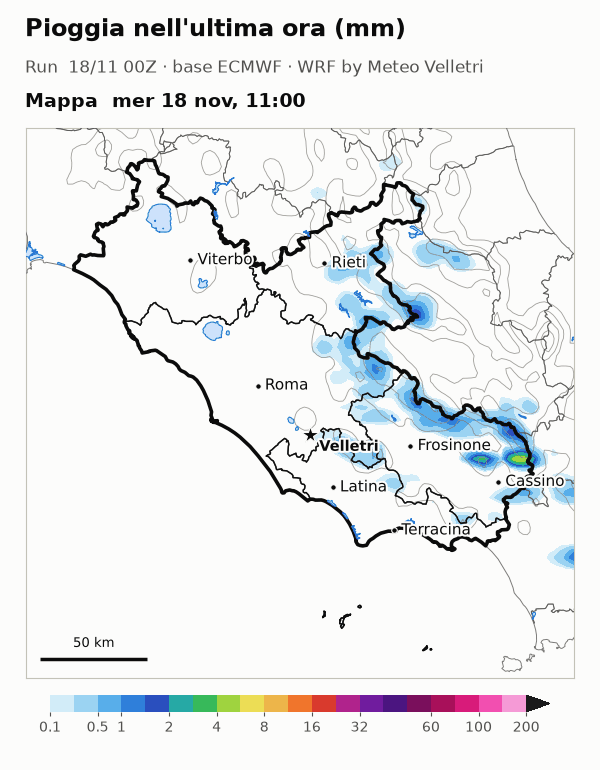 Pioggia nell'ultima ora (mm)
Run  18/11 00Z · base ECMWF · WRF by Meteo Velletri
Mappa  mer 18 nov, 11:00
Viterbo
Rieti
Roma
Velletri
Frosinone
Latina
Cassino
Terracina
50 km
0.1 0.5 1 2 4 8 16 32 60 100 200